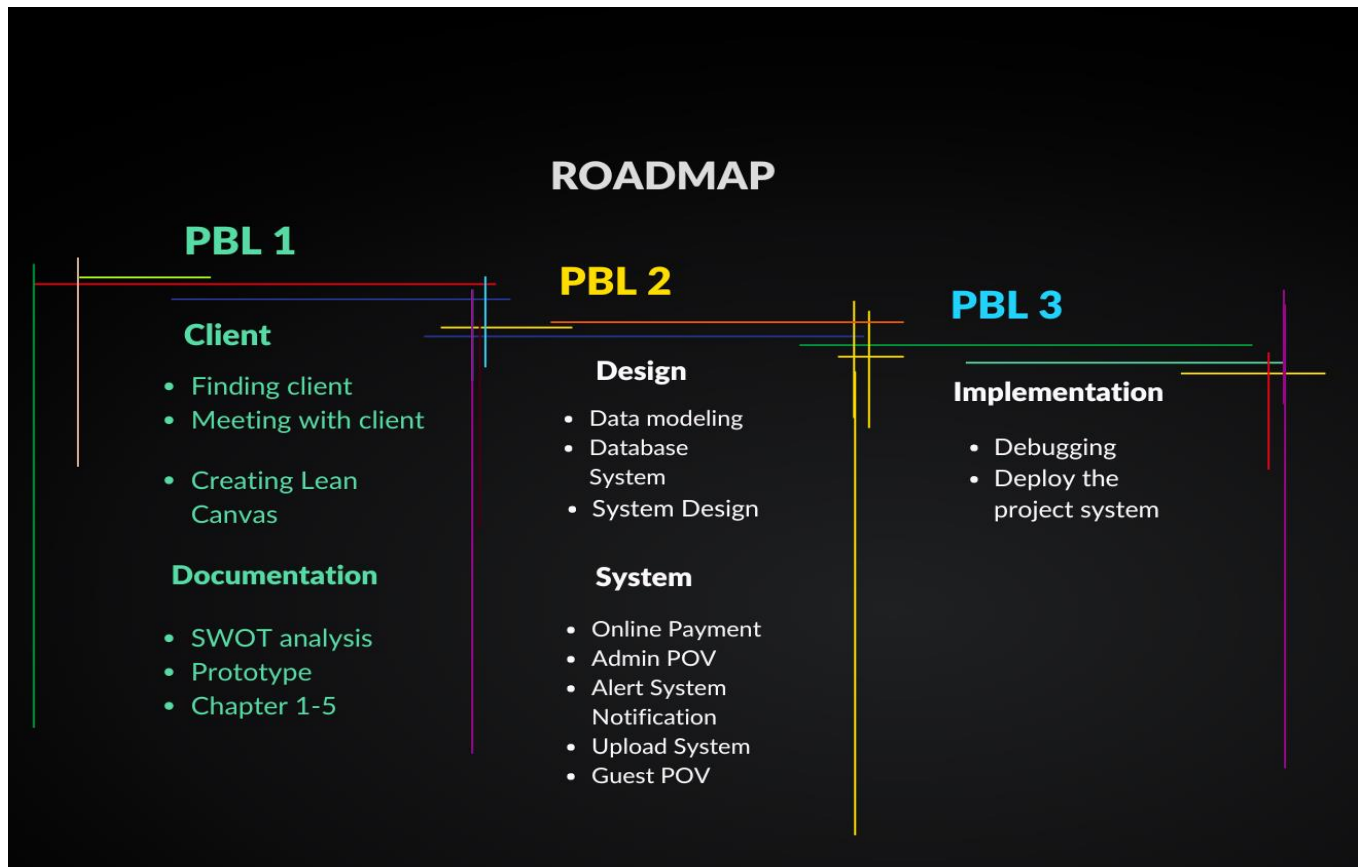 ROADMAP
PBL 1
Client
• Finding client
• Meeting with client
• Creating Lean
Canvas
Documentation
• SWOT analysis
• Prototype
• Chapter 1-5
PBL 2
Design
• Data modeling
• Database
System
• System Design
System
• Online Payment
• Admin POV
• Alert System
Notification
• Upload System
• Guest POV
PBL 3
Implementation
• Debugging
• Deploy the
project system